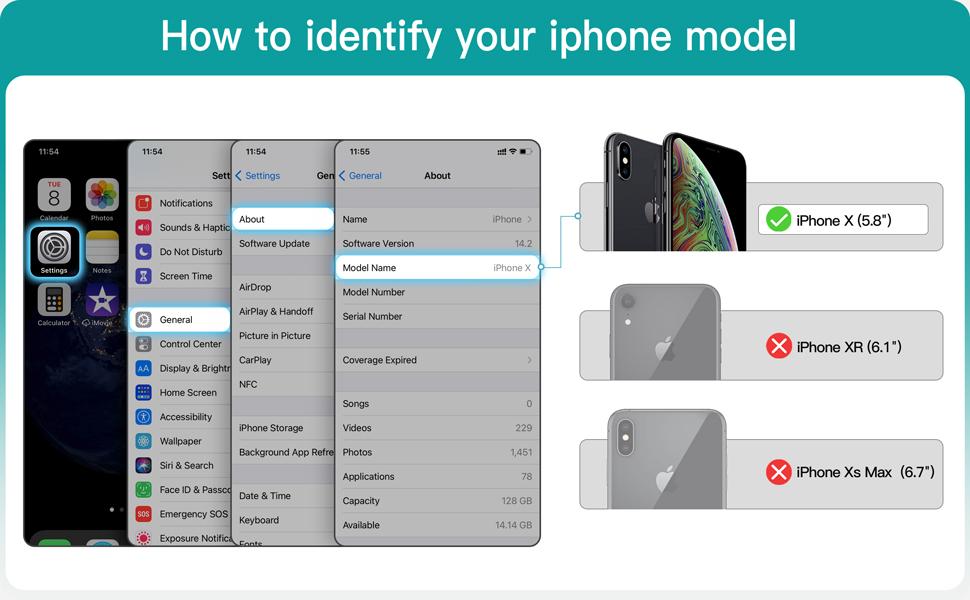 How to identify your iphone model
11:54
TUE
8
Calendar
Photos
Settings
Notes
Calculator
iMovie
11:54
Sett
Notifications
Sounds & Haptic
Do Not Disturb
Screen Time
General
Control Center
AA
Display & Brightn
Home Screen
Accessibility
Wallpaper
Siri & Search
Face ID & Passco
SOS
Emergency SOS
Exposure Notifica
11:54
Settings
Gen
About
Software Update
AirDrop
AirPlay & Handoff
Picture in Picture
CarPlay
NFC
iPhone Storage
Background App Refre
Date & Time
Keyboard
Fonts
11:55
General
About
Name iPhone
Software Version 14.2
Model Name iPhone X
Model Number
Serial Number
Coverage Expired
Songs 0
Videos 229
Photos 1,451
Applications 78
Capacity 128 GB
Available 14.14 GB
iPhone X (5.8")
iPhone XR (6.1")
iPhone Xs Max (6.7")